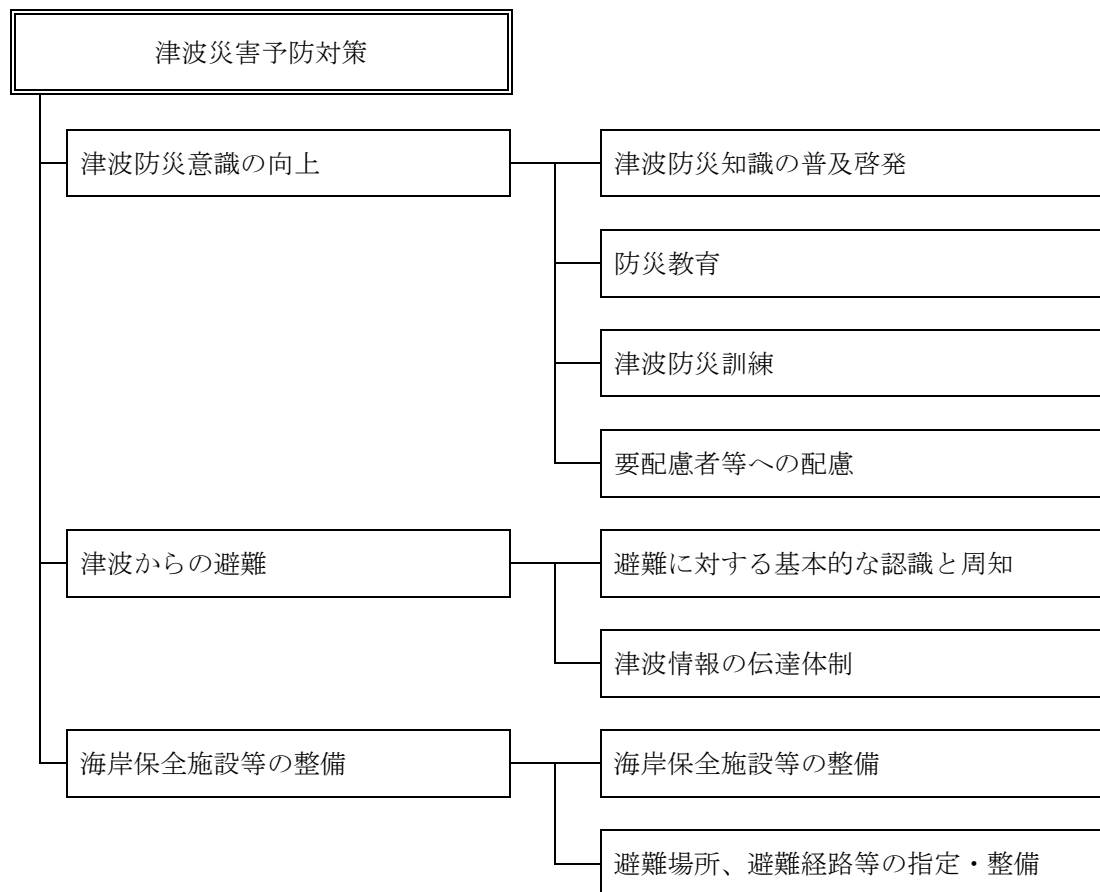 津波災害予防対策
津波防災意識の向上
津波防災知識の普及啓発
防災教育
津波防災訓練
要配慮者等への配慮
津波からの避難
避難に対する基本的な認識と周知
津波情報の伝達体制
海岸保全施設等の整備
海岸保全施設等の整備
避難場所、避難経路等の指定・整備